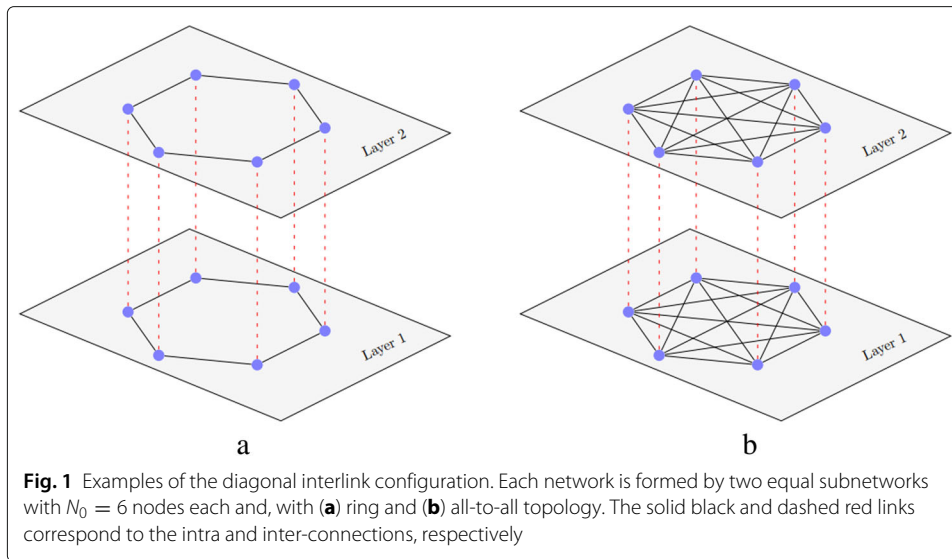 Layer 2
Layer 2
Layer 1
Layer 1
a
b
Fig. 1 Examples of the diagonal interlink configuration. Each network is formed by two equal subnetworks
with N₀ = 6 nodes each and, with (a) ring and (b) all-to-all topology. The solid black and dashed red links
correspond to the intra and inter-connections, respectively